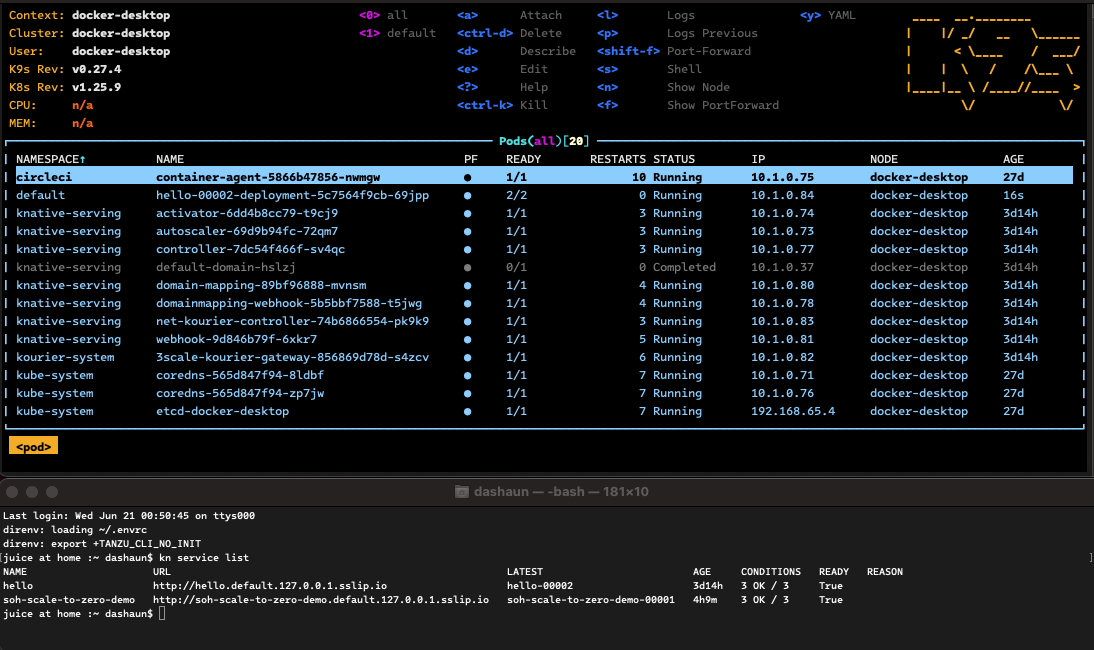 Context: docker-desktop <0> all <a> Attach <l> Logs <y> YAML
Cluster: docker-desktop <1> default <ctrl-d> Delete <p> Logs Previous
User: docker-desktop <d> Describe <shift-f> Port-Forward
K9s Rev: v0.27.4 <e> Edit <s> Shell
K8s Rev: v1.25.9 <?> Help <n> Show Node
CPU: n/a <ctrl-k> Kill <f> Show PortForward
MEM: n/a
Pods(all)[20]
NAMESPACE↑ NAME PF READY RESTARTS STATUS IP NODE AGE
circleci container-agent-5866b47856-nwmgw ● 1/1 10 Running 10.1.0.75 docker-desktop 27d
default hello-00002-deployment-5c7564f9cb-69jpp ● 2/2 0 Running 10.1.0.84 docker-desktop 16s
knative-serving activator-6dd4b8cc79-t9cj9 ● 1/1 3 Running 10.1.0.74 docker-desktop 3d14h
knative-serving autoscaler-69d9b94fc-72qm7 ● 1/1 3 Running 10.1.0.73 docker-desktop 3d14h
knative-serving controller-7dc54f466f-sv4qc ● 1/1 3 Running 10.1.0.77 docker-desktop 3d14h
knative-serving default-domain-hslzj ● 0/1 0 Completed 10.1.0.37 docker-desktop 3d14h
knative-serving domain-mapping-89bf96888-mvnsm ● 1/1 4 Running 10.1.0.80 docker-desktop 3d14h
knative-serving domainmapping-webhook-5b5bbf7588-t5jwg ● 1/1 4 Running 10.1.0.78 docker-desktop 3d14h
knative-serving net-kourier-controller-74b6866554-pk9k9 ● 1/1 3 Running 10.1.0.83 docker-desktop 3d14h
knative-serving webhook-9d846b79f-6xkr7 ● 1/1 5 Running 10.1.0.81 docker-desktop 3d14h
kourier-system 3scale-kourier-gateway-856869d78d-s4zcv ● 1/1 6 Running 10.1.0.82 docker-desktop 3d14h
kube-system coredns-565d847f94-8ldbf ● 1/1 7 Running 10.1.0.71 docker-desktop 27d
kube-system coredns-565d847f94-zp7jw ● 1/1 7 Running 10.1.0.76 docker-desktop 27d
kube-system etcd-docker-desktop ● 1/1 7 Running 192.168.65.4 docker-desktop 27d
<pod>
dashaun — -bash — 181×10
Last login: Wed Jun 21 00:50:45 on ttys000
direnv: loading ~/.envrc
direnv: export +TANZU_CLI_NO_INIT
[juice at home :~ dashaun$ kn service list ]
NAME URL LATEST AGE CONDITIONS READY REASON
hello http://hello.default.127.0.0.1.sslip.io hello-00002 3d14h 3 OK / 3 True
soh-scale-to-zero-demo http://soh-scale-to-zero-demo.default.127.0.0.1.sslip.io soh-scale-to-zero-demo-00001 4h9m 3 OK / 3 True
juice at home :~ dashaun$